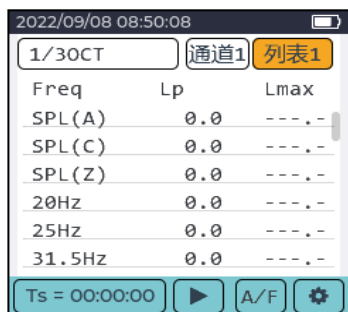 2022/09/08 08:50:08
1/3OCT 通道1 列表1
Freq Lp Lmax
SPL(A) 0.0 ---.-
SPL(C) 0.0 ---.-
SPL(Z) 0.0 ---.-
20Hz 0.0 ---.-
25Hz 0.0 ---.-
31.5Hz 0.0 ---.-
Ts = 00:00:00 A/F